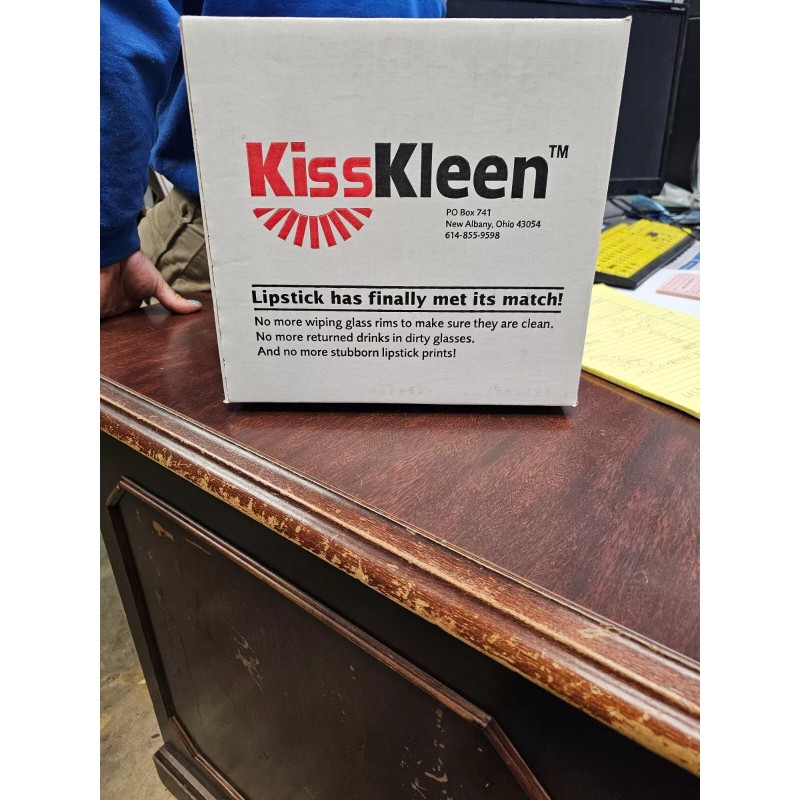 KissKleen™
PO Box 741
New Albany, Ohio 43054
614-855-9598
Lipstick has finally met its match!
No more wiping glass rims to make sure they are clean.
No more returned drinks in dirty glasses.
And no more stubborn lipstick prints!